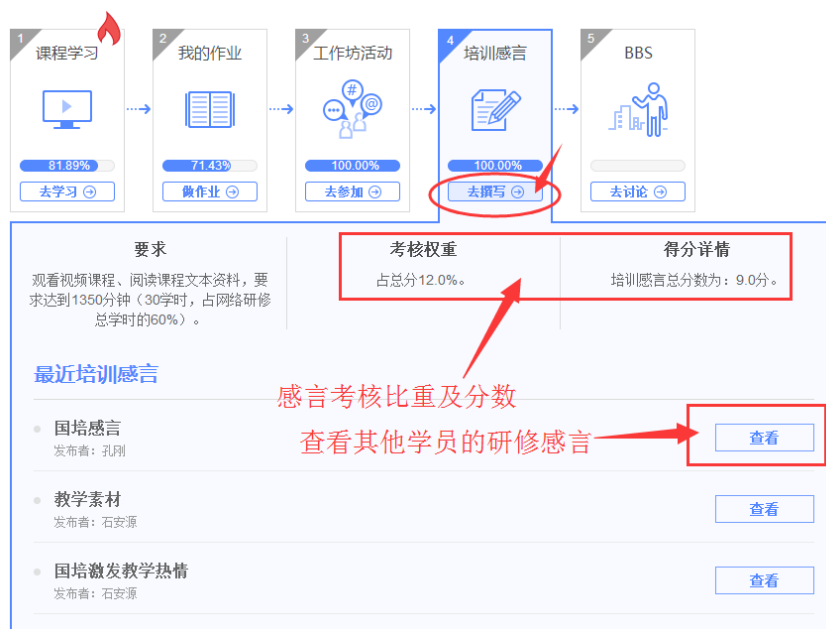 1
课程学习
2
我的作业
3
工作坊活动
4
培训感言
5
BBS
#
@
81.89%
71.43%
100.00%
100.00%
去学习
做作业
去参加
去撰写
去讨论
要求
考核权重
得分详情
观看视频课程、阅读课程文本资料，要
求达到1350分钟（30学时，占网络研修
总学时的60%）。
占总分12.0%。
培训感言总分数为：9.0分。
最近培训感言
感言考核比重及分数
国培感言
发布者：孔刚
查看其他学员的研修感言
查看
教学素材
发布者：石安源
查看
国培激发教学热情
发布者：石安源
查看